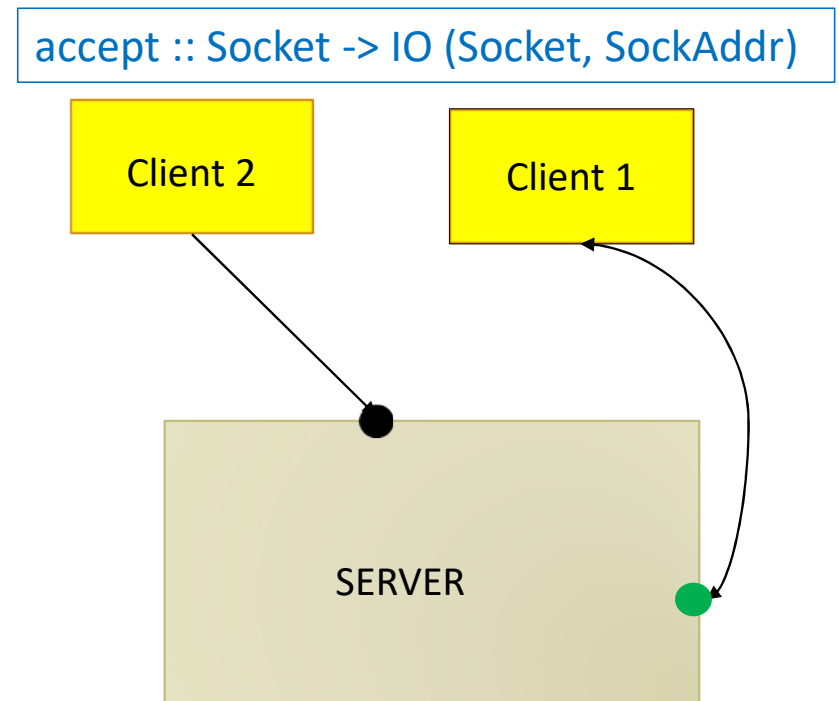 accept :: Socket -> IO (Socket, SockAddr)
Client 2
Client 1
SERVER